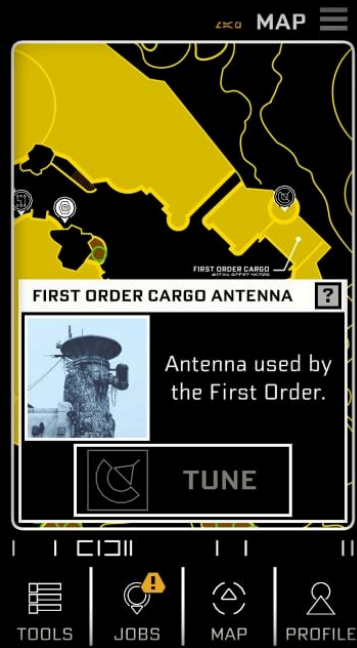 MAP
FIRST ORDER CARGO
FIRST ORDER CARGO ANTENNA ?
Antenna used by
the First Order.
TUNE
TOOLS
JOBS
MAP
PROFILE